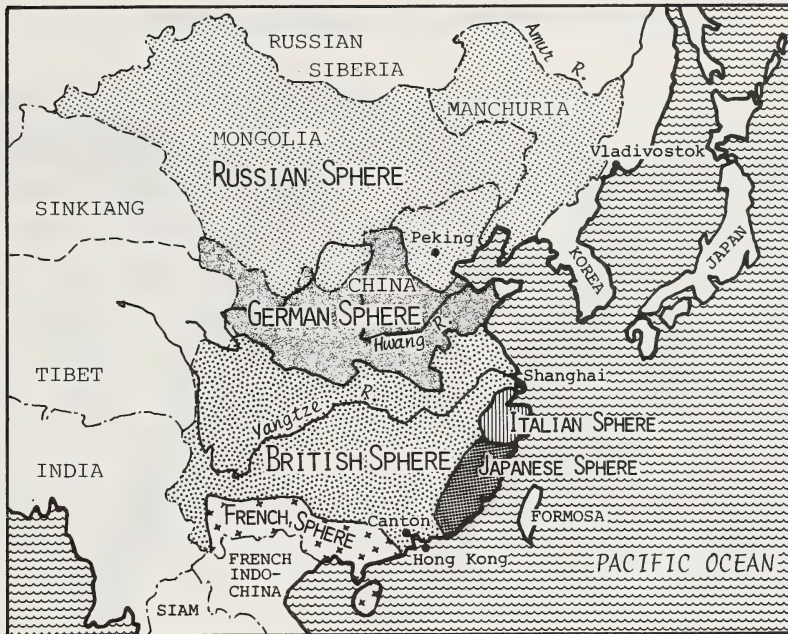 RUSSIAN
SIBERIA
Amur R.
MANCHURIA
MONGOLIA
RUSSIAN SPHERE
Vladivostok
SINKIANG
Peking
KOREA
JAPAN
CHINA
GERMAN SPHERE
Hwang R.
TIBET
Shanghai
Yangtze R
ITALIAN SPHERE
BRITISH SPHERE
JAPANESE SPHERE
INDIA
FRENCH SPHERE
Canton
FORMOSA
Hong Kong
FRENCH
INDO-
CHINA
PACIFIC OCEAN
SIAM